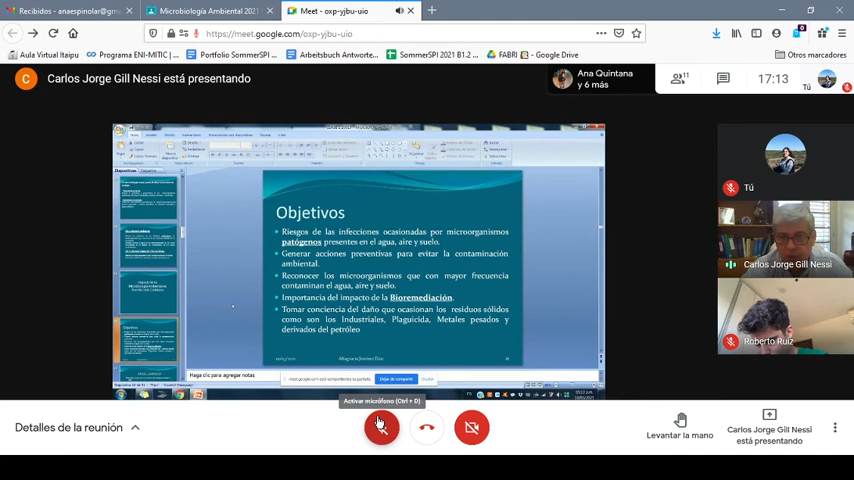 Recibidos - anaespinolar@gm
Microbiología Ambiental 2021
Meet - oxp-yjbu-uio
https://meet.google.com/oxp-yjbu-uio
Aula Virtual Itaipu
Programa ENI-MITIC | ...
Portfolio SommerSPI ...
Arbeitsbuch Antworte...
SommerSPI 2021 B1.2 ...
FABRI - Google Drive
Otros marcadores
C
Carlos Jorge Gill Nessi está presentando
Ana Quintana
y 6 más
11
17:13
Tú
Objetivos
Riesgos de las infecciones ocasionadas por microorganismos
patógenos presentes en el agua, aire y suelo.
Generar acciones preventivas para evitar la contaminación
ambiental.
Reconocer los microorganismos que con mayor frecuencia
contaminan el agua, aire y suelo.
Importancia del impacto de la Bioremediación.
Tomar conciencia del daño que ocasionan los residuos sólidos
como son los Industriales, Plaguicida, Metales pesados y
derivados del petróleo
Haga clic para agregar notas
Dejar de compartir
Ocultar
Tú
Carlos Jorge Gill Nessi
Roberto Ruiz
Activar micrófono (Ctrl + D)
Detalles de la reunión
Levantar la mano
Carlos Jorge Gill Nessi
está presentando